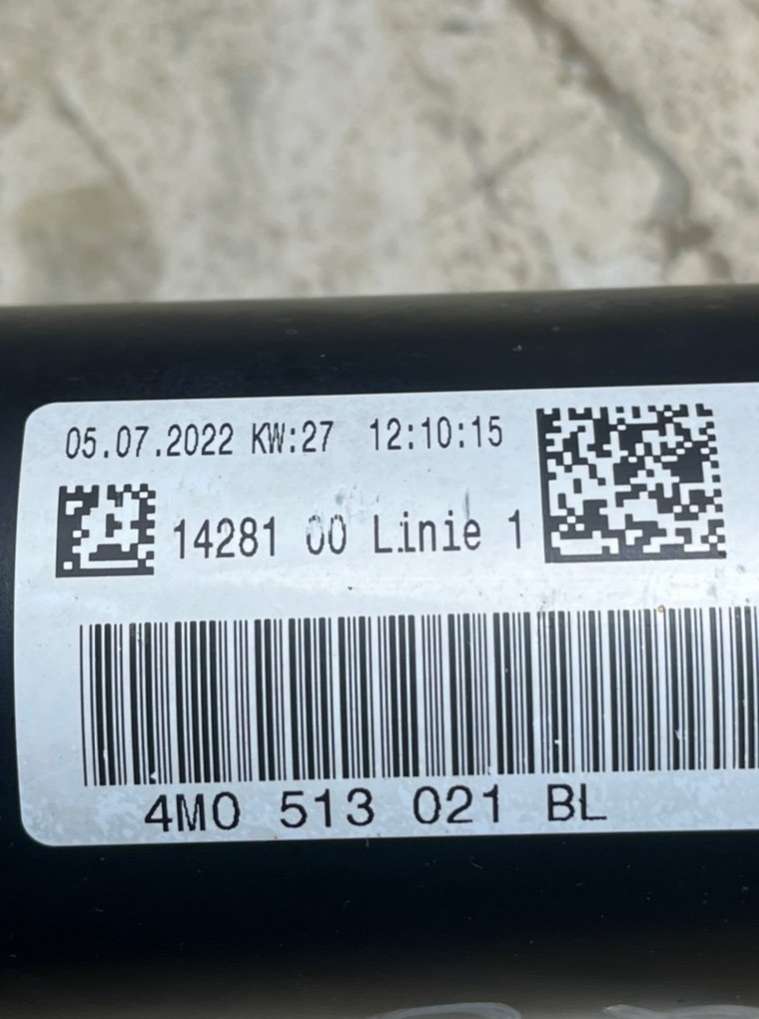 05.07.2022 KW:27 12:10:15
14281 00 Linie 1
4M0 513 021 BL